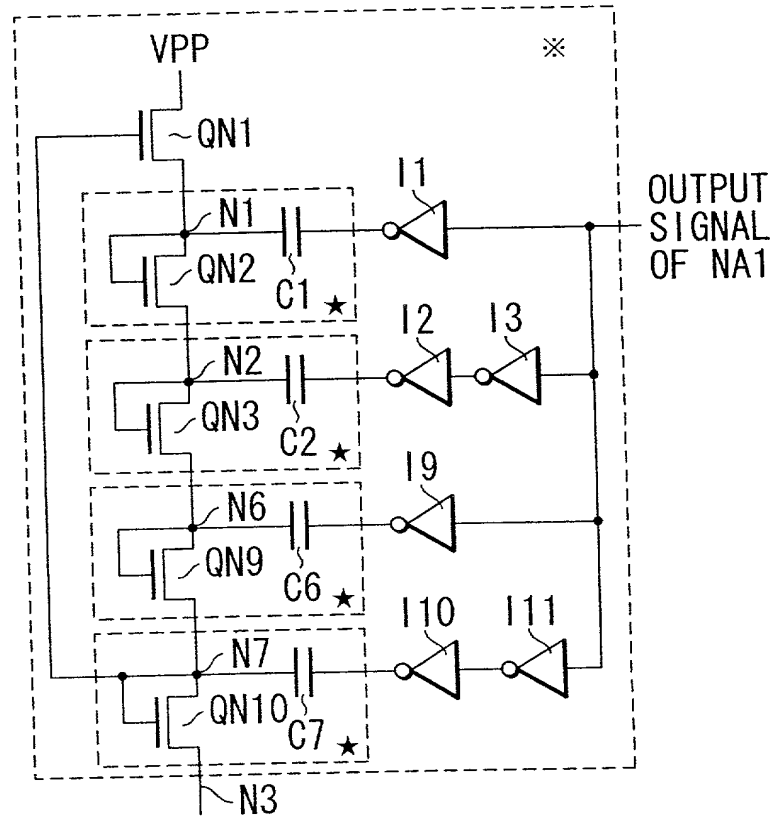 VPP
※
QN1
I1
OUTPUT
SIGNAL
OF NA1
N1
QN2
C1
★
I2
I3
N2
QN3
C2
★
I9
N6
QN9
C6
★
I10
I11
N7
QN10
C7
★
N3